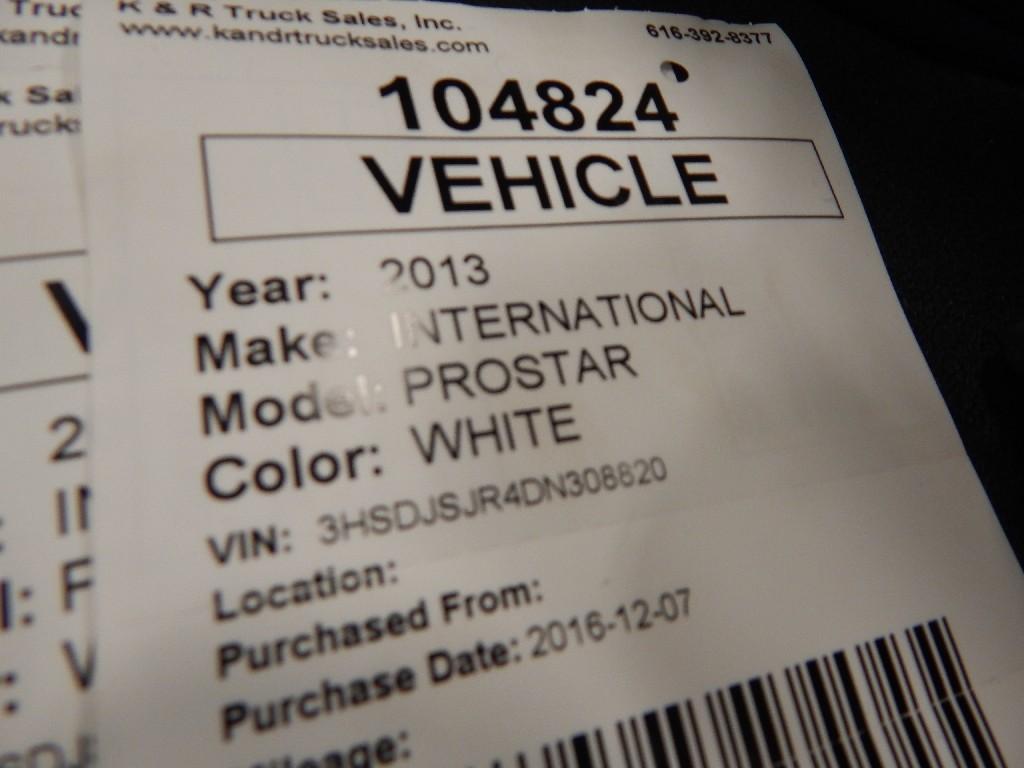 K & R Truck Sales, Inc.
www.kandrtrucksales.com
616-392-8377
104824
VEHICLE
Year: 2013
Make: INTERNATIONAL
Model: PROSTAR
Color: WHITE
VIN: 3HSDJSJR4DN308820
Location:
Purchased From:
Purchase Date: 2016-12-07
Mileage: